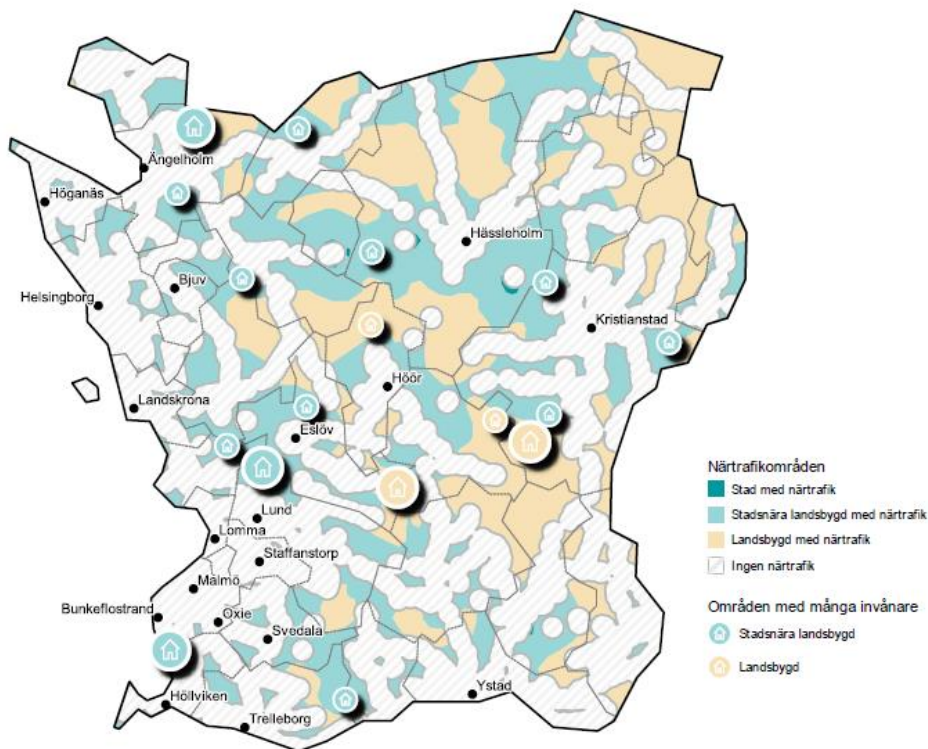 Ängelholm
Höganäs
Hässleholm
Bjuv
Helsingborg
Kristianstad
Höör
Landskrona
Eslöv
Lund
Lomma
Staffanstorp
Malmö
Bunkeflostrand
Oxie
Svedala
Ystad
Höllviken
Trelleborg
Närtrafikområden
Stad med närtrafik
Stadsnära landsbygd med närtrafik
Landsbygd med närtrafik
Ingen närtrafik
Områden med många invånare
Stadsnära landsbygd
Landsbygd